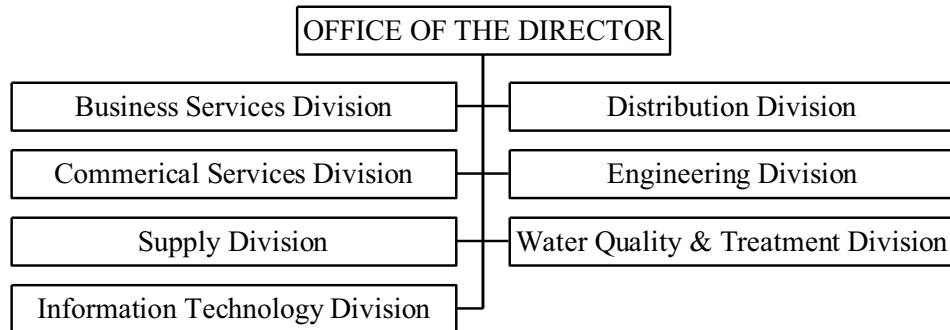 OFFICE OF THE DIRECTOR
Business Services Division
Distribution Division
Commerical Services Division
Engineering Division
Supply Division
Water Quality & Treatment Division
Information Technology Division